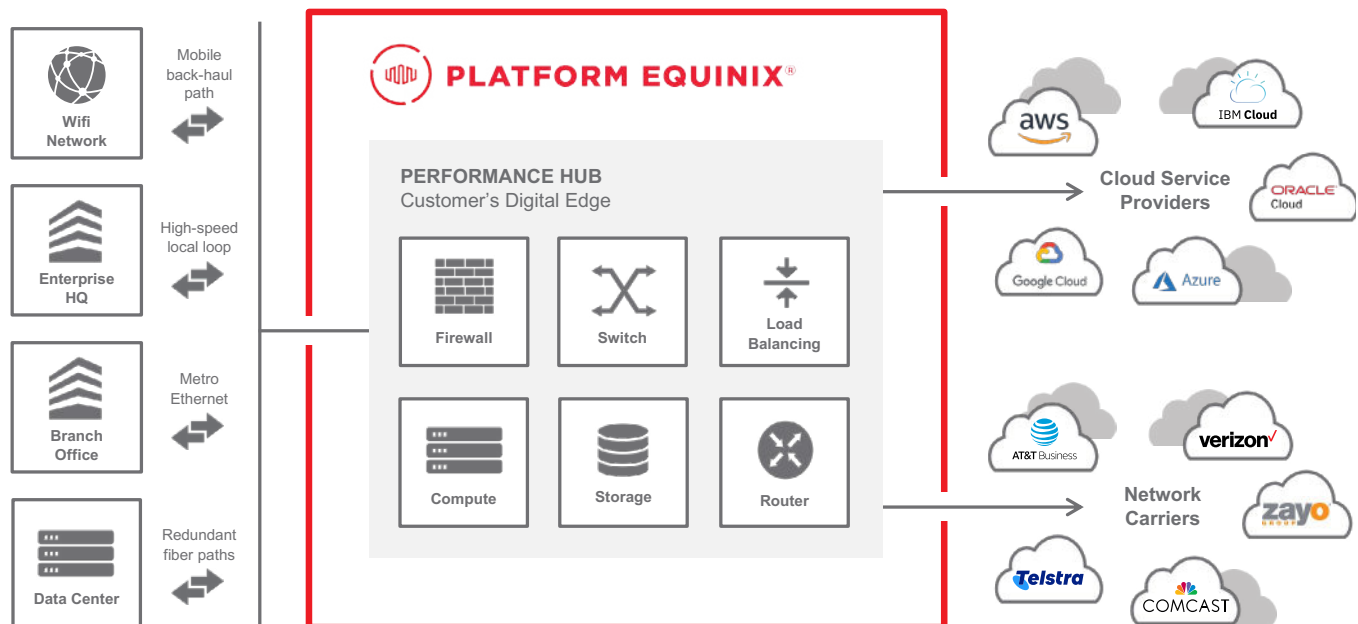 Wifi
Network
Mobile
back-haul
path
Enterprise
HQ
High-speed
local loop
Branch
Office
Metro
Ethernet
Data Center
Redundant
fiber paths
PLATFORM EQUINIX®
PERFORMANCE HUB
Customer's Digital Edge
Firewall
Switch
Load
Balancing
Compute
Storage
Router
aws
IBM Cloud
Cloud Service
Providers
ORACLE®
Cloud
Google Cloud
Azure
AT&T Business
verizon✓
Network
Carriers
zayo
GROUP
Telstra
COMCAST